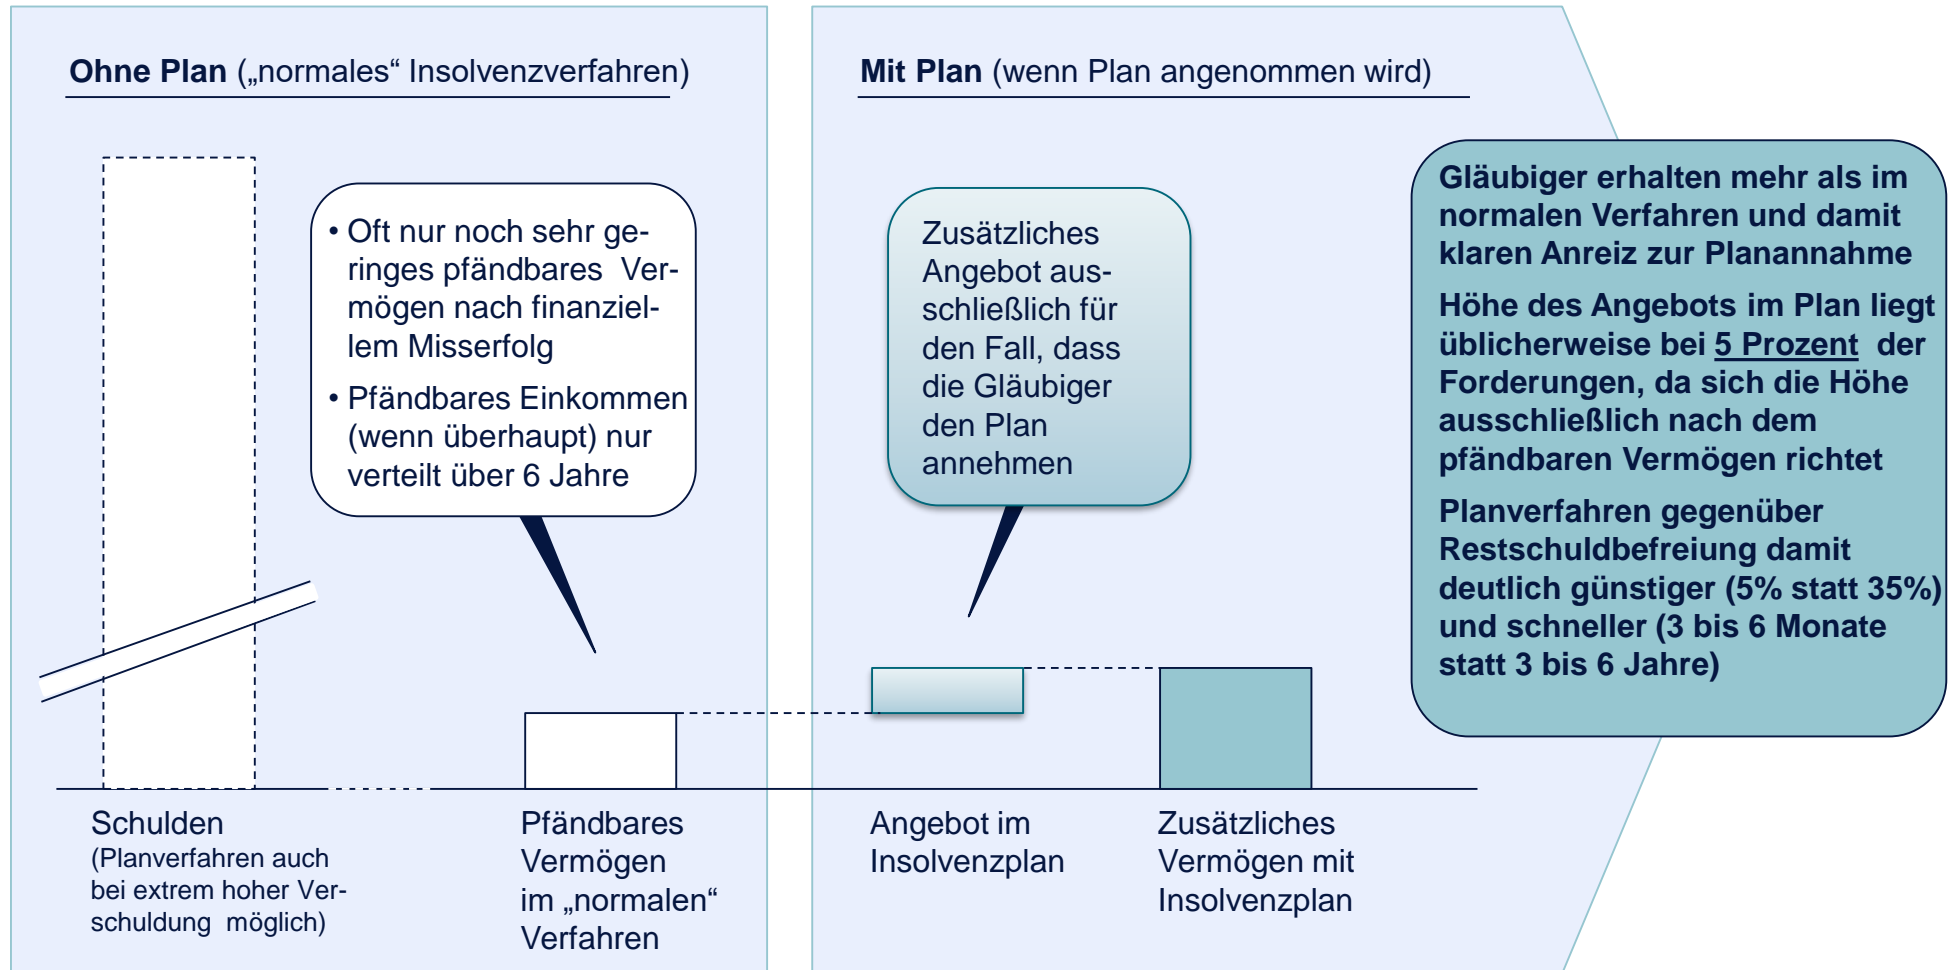 Ohne Plan („normales“ Insolvenzverfahren)
• Oft nur noch sehr ge-
ringes pfändbares Ver-
mögen nach finanziel-
lem Misserfolg
• Pfändbares Einkommen
(wenn überhaupt) nur
verteilt über 6 Jahre
Schulden
(Planverfahren auch
bei extrem hoher Ver-
schuldung möglich)
Pfändbares
Vermögen
im „normalen“
Verfahren
Mit Plan (wenn Plan angenommen wird)
Zusätzliches
Angebot aus-
schließlich für
den Fall, dass
die Gläubiger
den Plan
annehmen
Angebot im
Insolvenzplan
Zusätzliches
Vermögen mit
Insolvenzplan
Gläubiger erhalten mehr als im
normalen Verfahren und damit
klaren Anreiz zur Planannahme
Höhe des Angebots im Plan liegt
üblicherweise bei 5 Prozent der
Forderungen, da sich die Höhe
ausschließlich nach dem
pfändbaren Vermögen richtet
Planverfahren gegenüber
Restschuldbefreiung damit
deutlich günstiger (5% statt 35%)
und schneller (3 bis 6 Monate
statt 3 bis 6 Jahre)